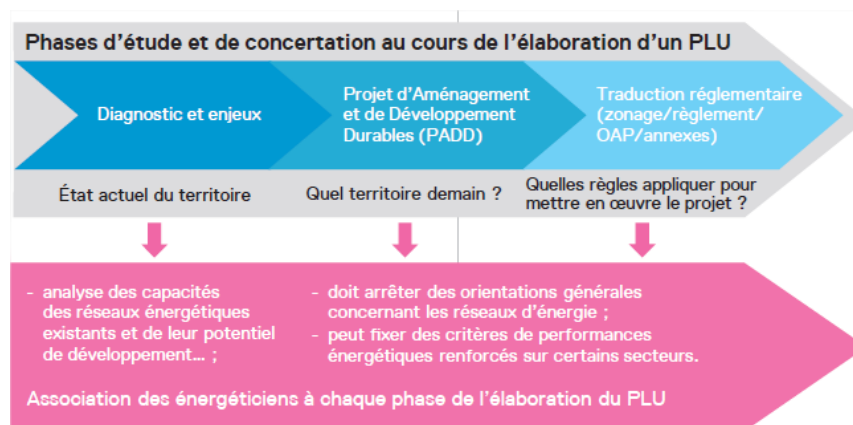 Phases d'étude et de concertation au cours de l'élaboration d'un PLU
Diagnostic et enjeux
Projet d'Aménagement
et de Développement
Durables (PADD)
Traduction réglementaire
(zonage/règlement/
OAP/annexes)
État actuel du territoire
Quel territoire demain ?
Quelles règles appliquer pour
mettre en œuvre le projet ?
- analyse des capacités
des réseaux énergétiques
existants et de leur potentiel
de développement... ;
- doit arrêter des orientations générales
concernant les réseaux d'énergie ;
- peut fixer des critères de performances
énergétiques renforcés sur certains secteurs.
Association des énergéticiens à chaque phase de l'élaboration du PLU